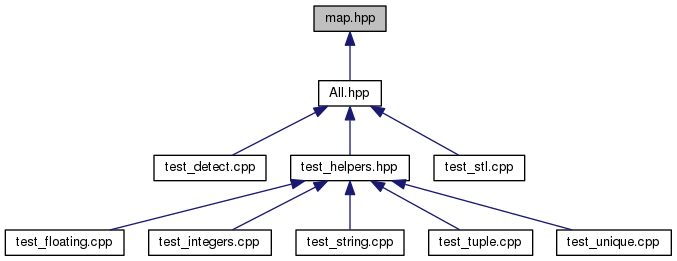 map.hpp
All.hpp
test_detect.cpp
test_helpers.hpp
test_stl.cpp
test_floating.cpp
test_integers.cpp
test_string.cpp
test_tuple.cpp
test_unique.cpp